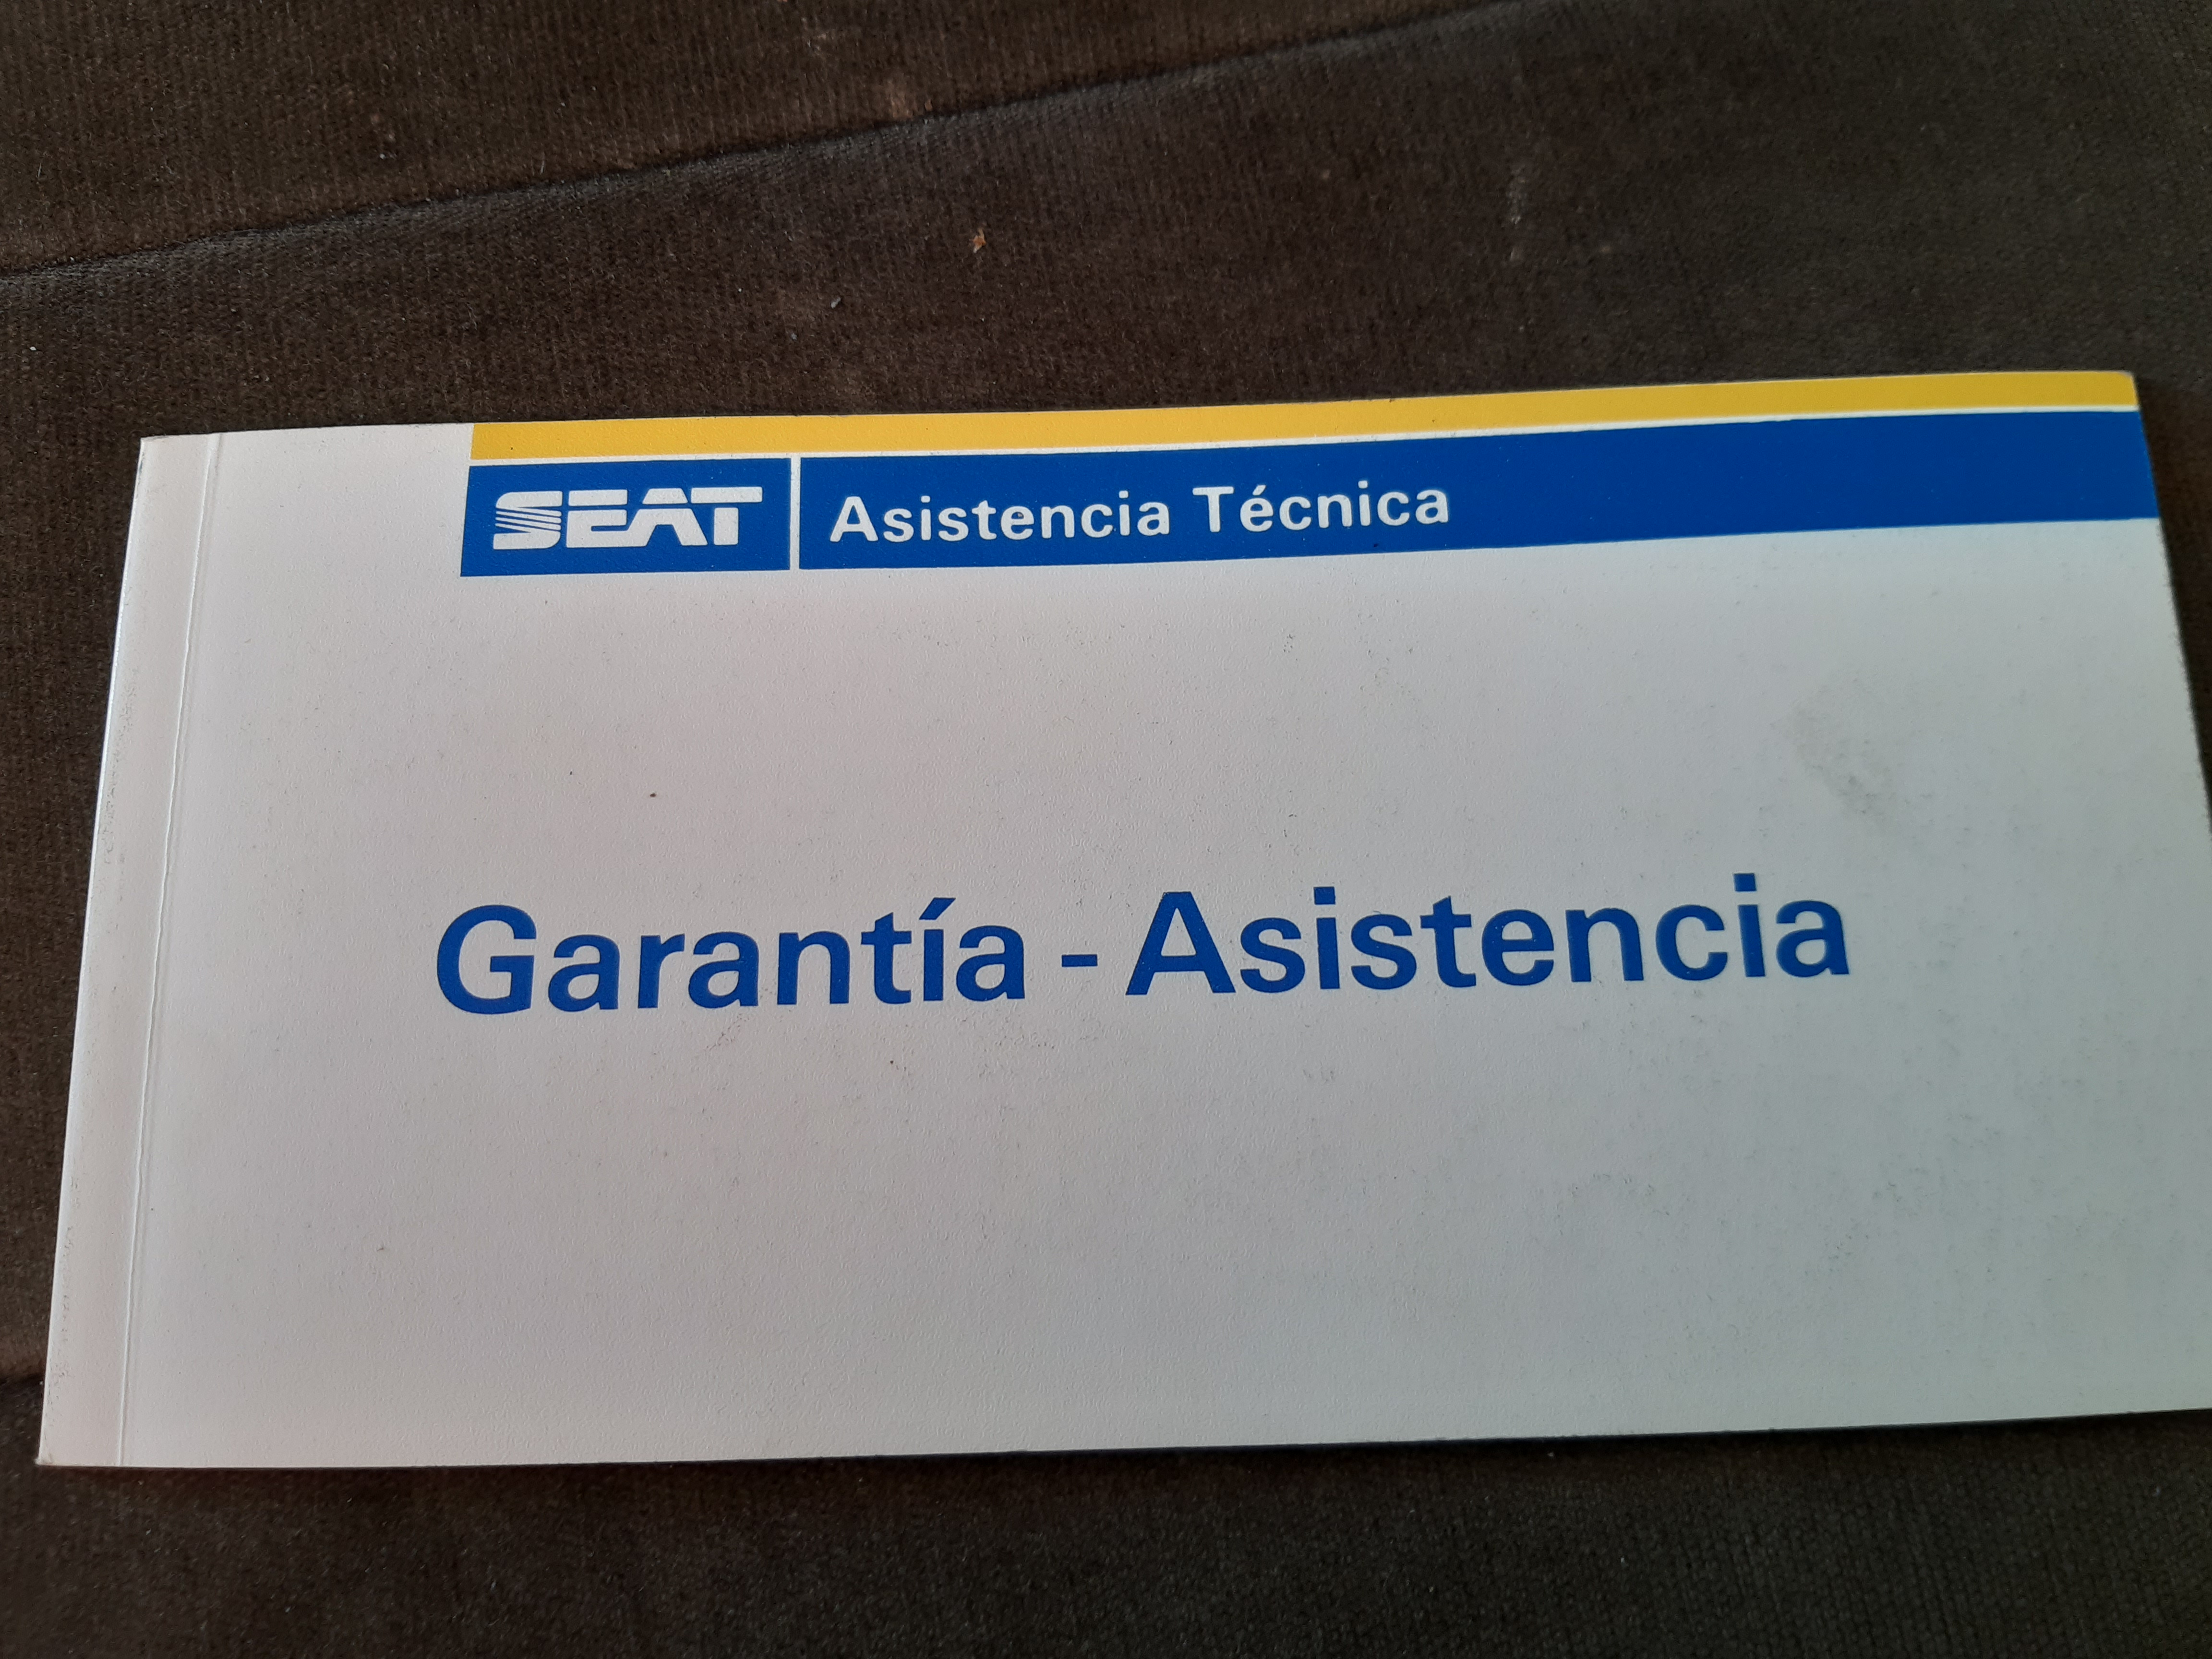 SEAT Asistencia Técnica
Garantía - Asistencia